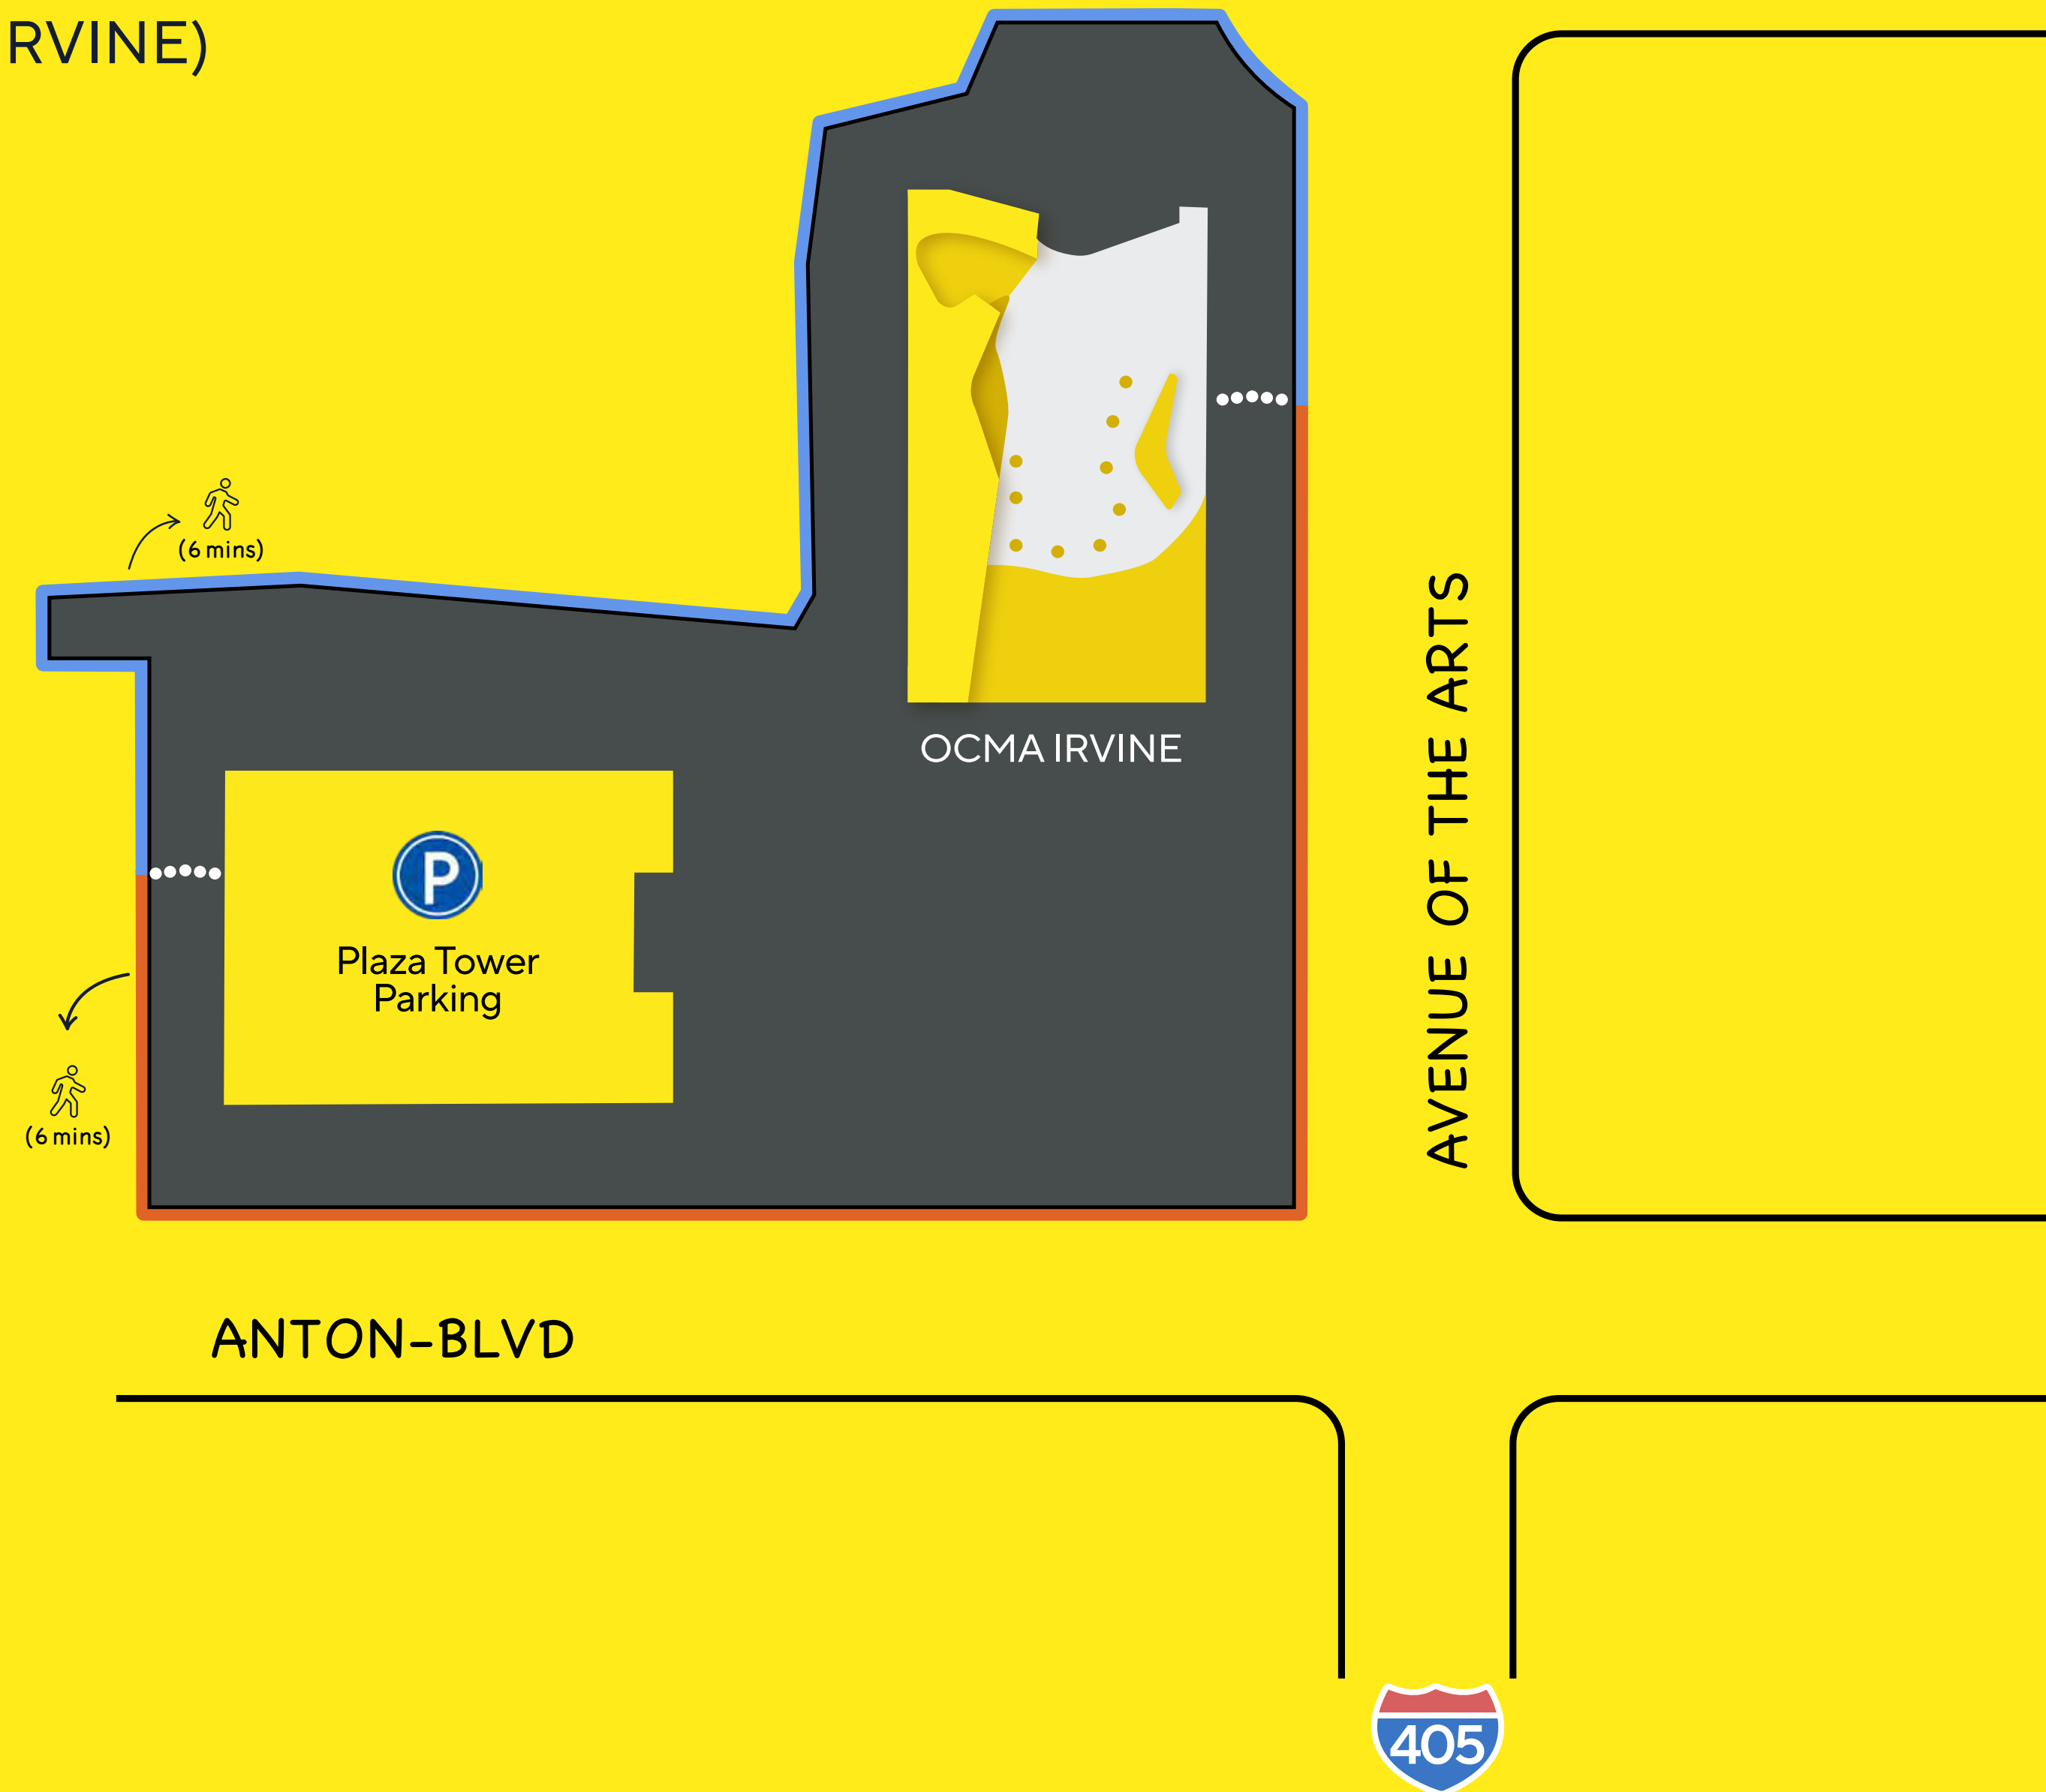 RVINE)
(6 mins)
OCMA IRVINE
P
Plaza Tower
Parking
(6 mins)
AVENUE OF THE ARTS
ANTON-BLVD
405